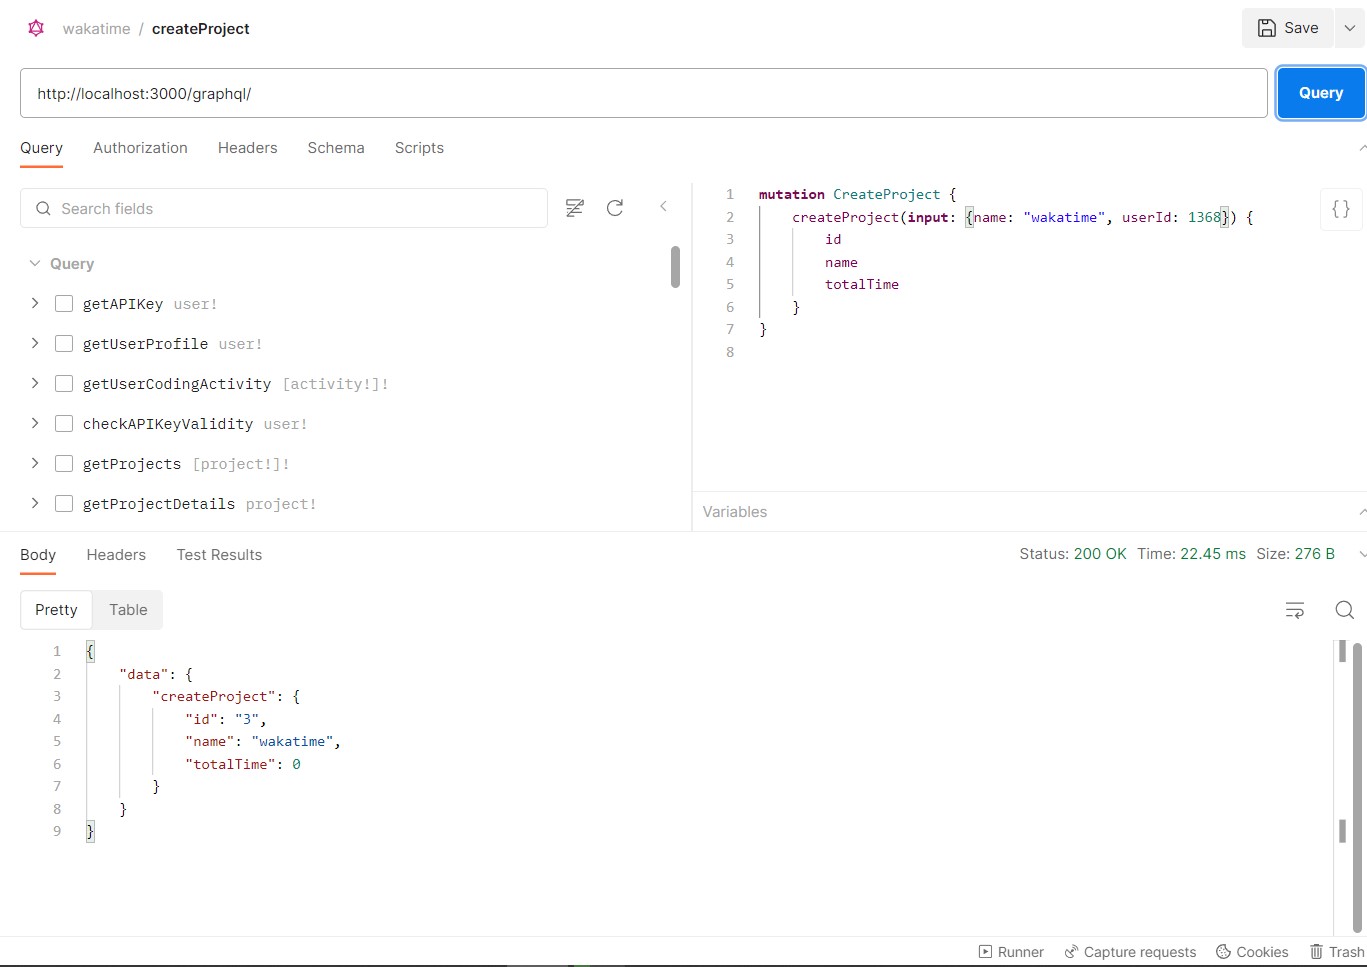 wakatime / createProject
Save
http://localhost:3000/graphql/
Query
Query Authorization Headers Schema Scripts
Search fields
Query
getAPIKey user!
getUserProfile user!
getUserCodingActivity [activity!]!
checkAPIKeyValidity user!
getProjects [project!]!
getProjectDetails project!
1 mutation CreateProject {
2 createProject(input: {name: "wakatime", userId: 1368}) {
3 id
4 name
5 totalTime
6 }
7 }
8
{}
Variables
Body Headers Test Results
Status: 200 OK Time: 22.45 ms Size: 276 B
Pretty Table
1 {
2 "data": {
3 "createProject": {
4 "id": "3",
5 "name": "wakatime",
6 "totalTime": 0
7 }
8 }
9 }
Runner Capture requests Cookies Trash